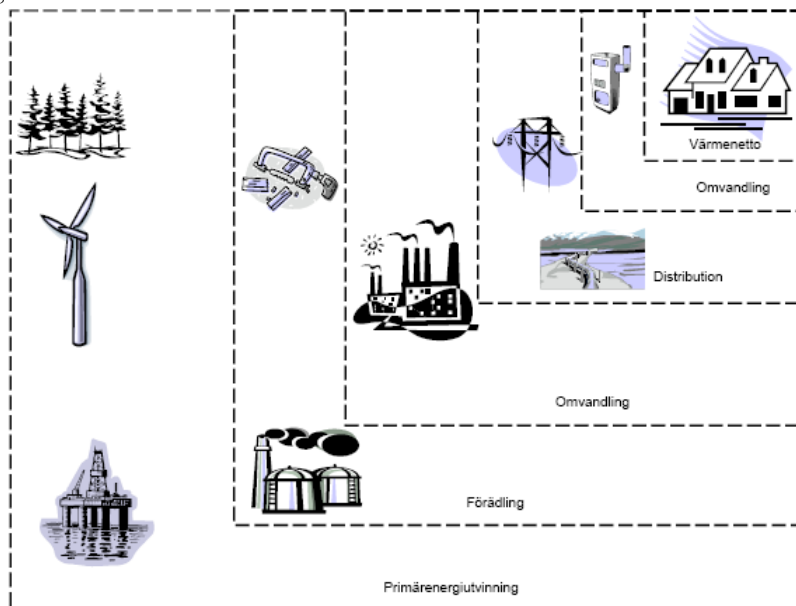 Värmenetto
Omvandling
Distribution
Omvandling
Förädling
Primärenergiutvinning